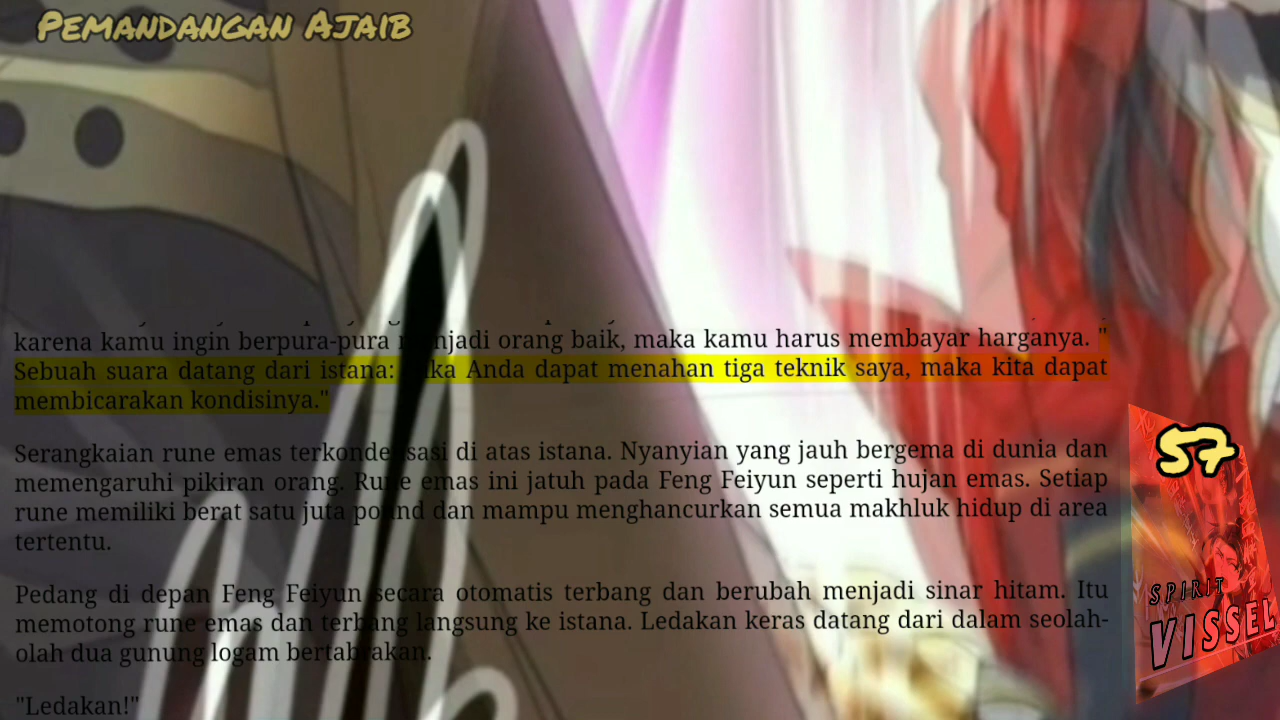 Pemandangan Ajaib
karena kamu ingin berpura-pura menjadi orang baik, maka kamu harus membayar harganya. "
Sebuah suara datang dari istana: Jika Anda dapat menahan tiga teknik saya, maka kita dapat
membicarakan kondisinya."
Serangkaian rune emas terkondensasi di atas istana. Nyanyian yang jauh bergema di dunia dan
memengaruhi pikiran orang. Rune emas ini jatuh pada Feng Feiyun seperti hujan emas. Setiap
rune memiliki berat satu juta pound dan mampu menghancurkan semua makhluk hidup di area
tertentu.
Pedang di depan Feng Feiyun secara otomatis terbang dan berubah menjadi sinar hitam. Itu
memotong rune emas dan terbang langsung ke istana. Ledakan keras datang dari dalam seolah-
olah dua gunung logam bertabrakan.
"Ledakan!"
57
SPIRIT
VISSEL